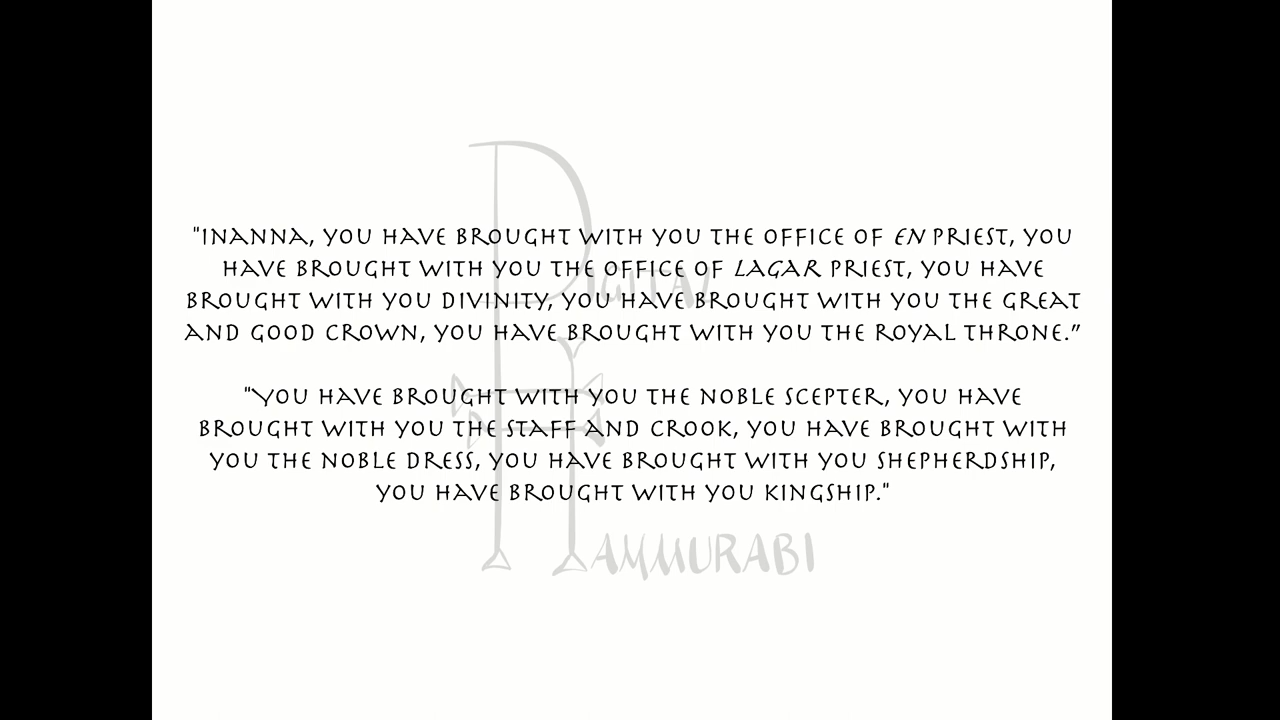 "Inanna, you have brought with you the office of en priest, you
have brought with you the office of lagar priest, you have
brought with you divinity, you have brought with you the great
and good crown, you have brought with you the royal throne.”
"You have brought with you the noble scepter, you have
brought with you the staff and crook, you have brought with
you the noble dress, you have brought with you shepherdship,
you have brought with you kingship."
Digital
Hammurabi